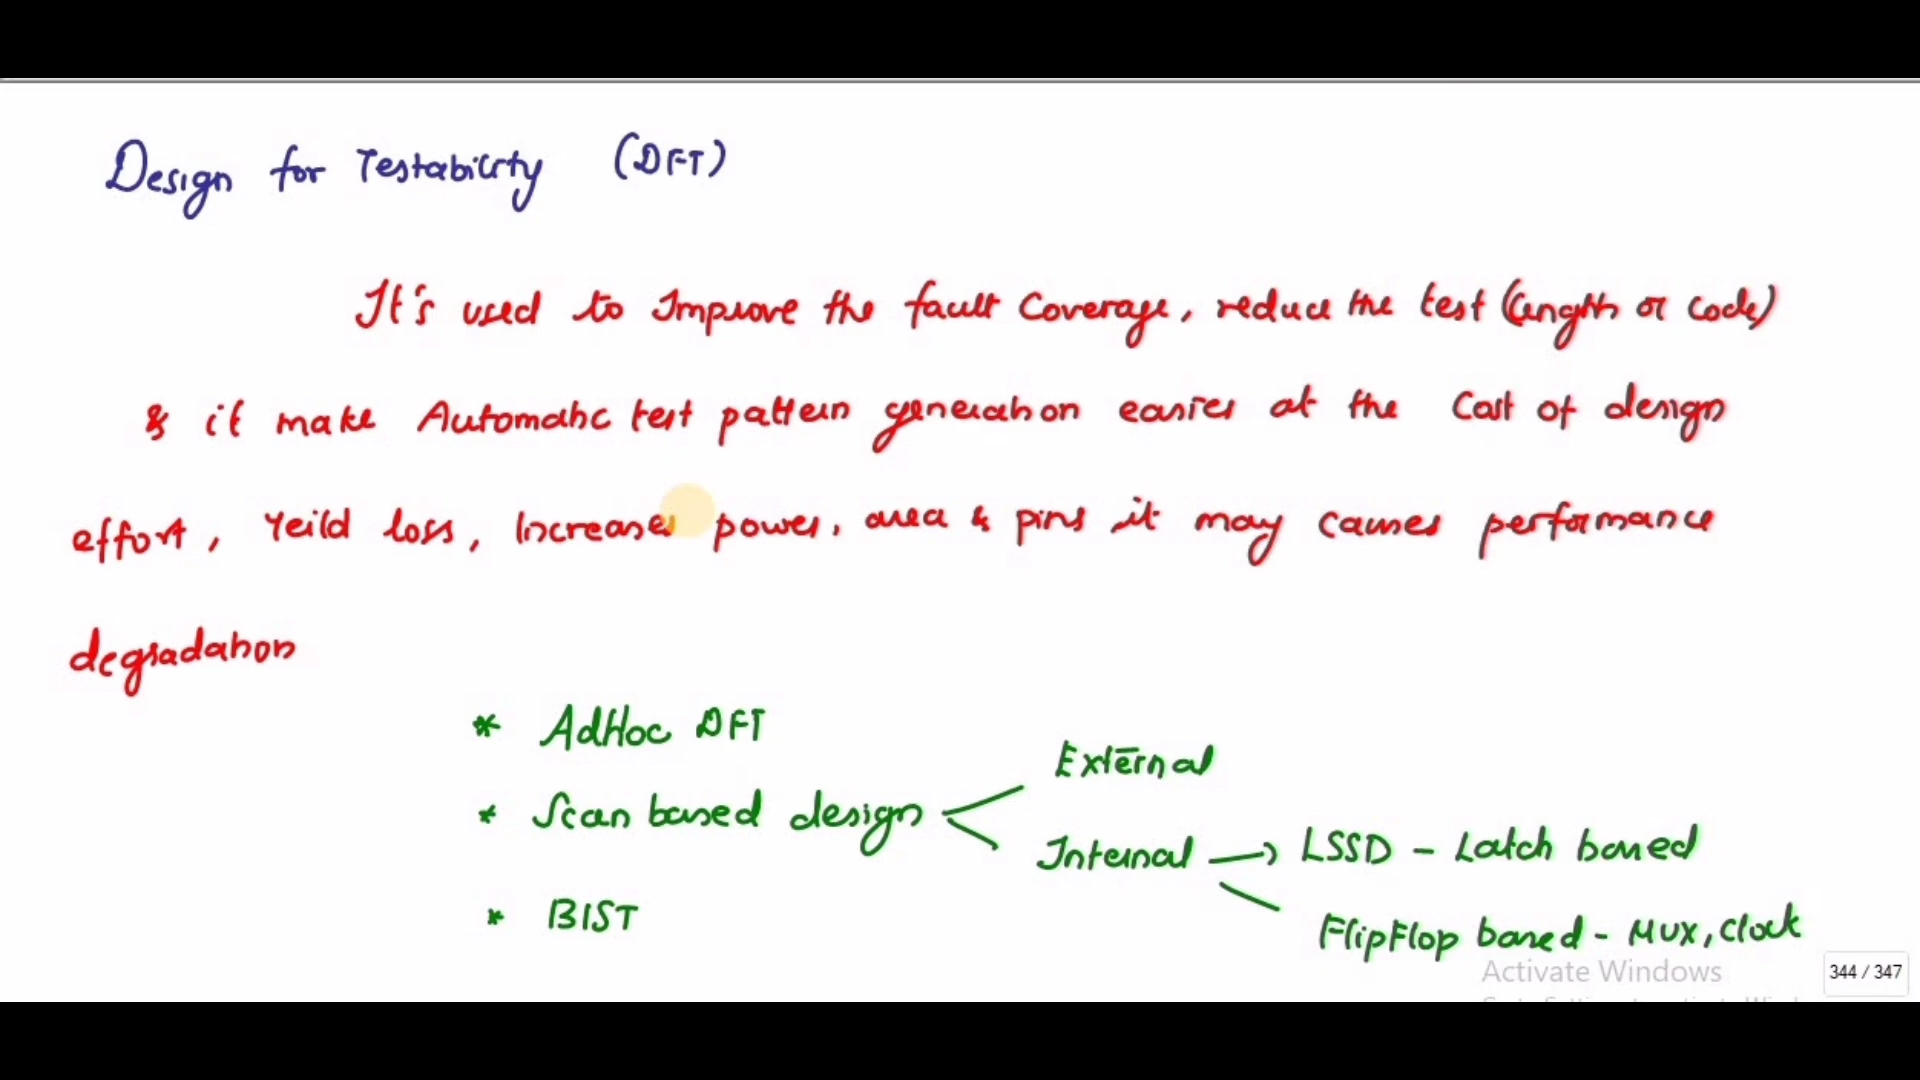 Design for Testability (DFT)
It's used to Improve the fault Coverage, reduce the test (length or code)
& it make Automatic test pattern generation easier at the Cost of design
effort, Yeild loss, Increases power, area & pins it may causes performance
degradation
* AdHoc DFT
External
* Scan based design
Internal → LSSD - Latch based
* BIST
FlipFlop based - MUX, Clock
Activate Windows
344 / 347